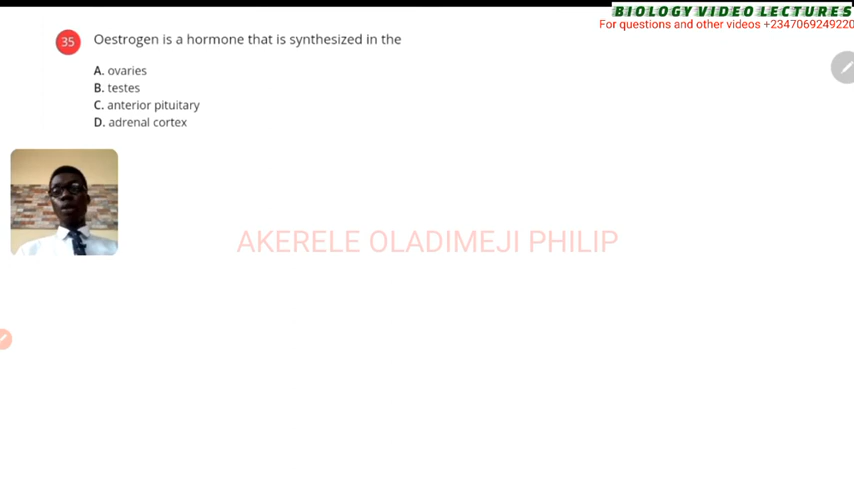 BIOLOGY VIDEO LECTURES
For questions and other videos +2347069249220
35 Oestrogen is a hormone that is synthesized in the
A. ovaries
B. testes
C. anterior pituitary
D. adrenal cortex
AKERELE OLADIMEJI PHILIP